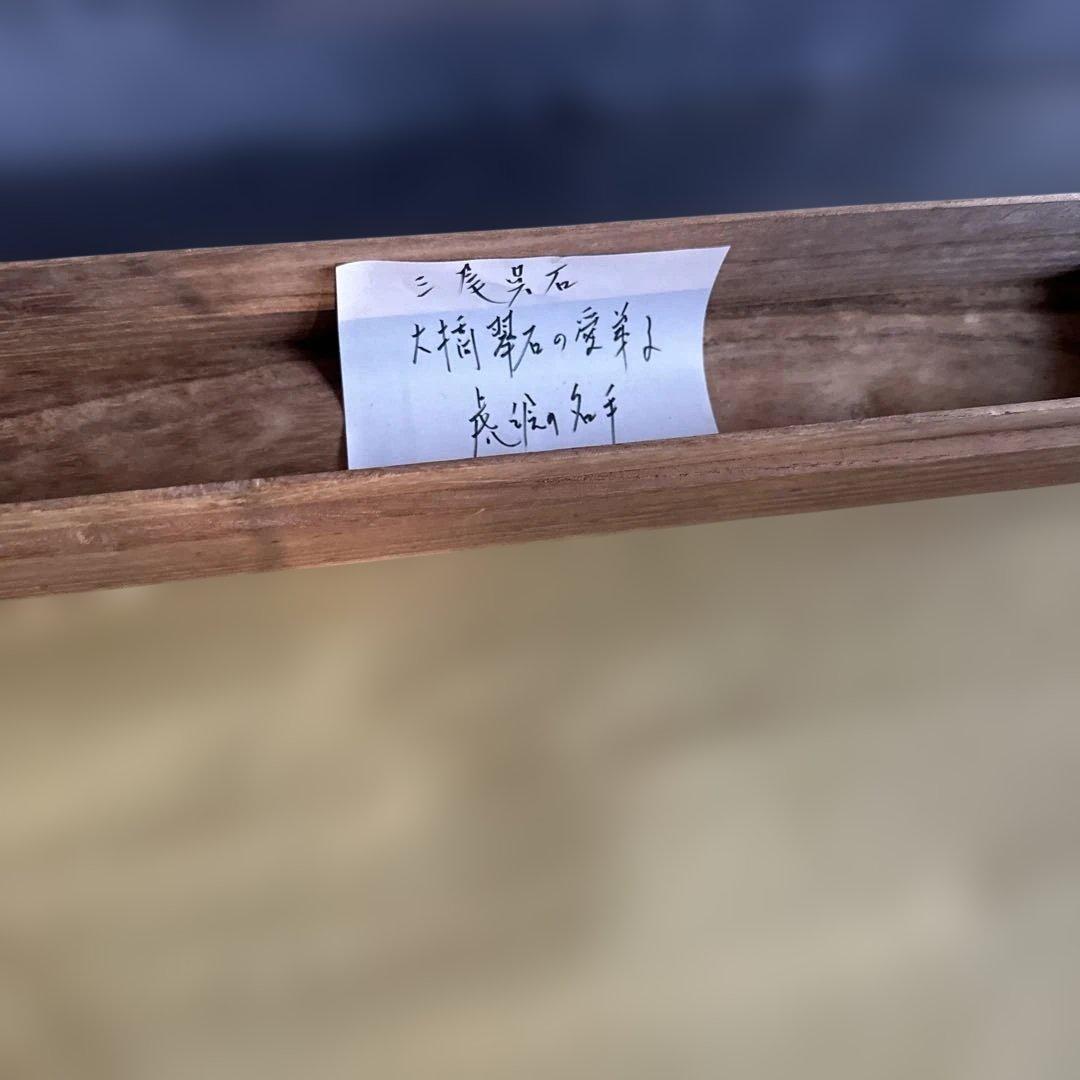 三尾呉石
大橋翠石の愛弟子
虎絵の名手